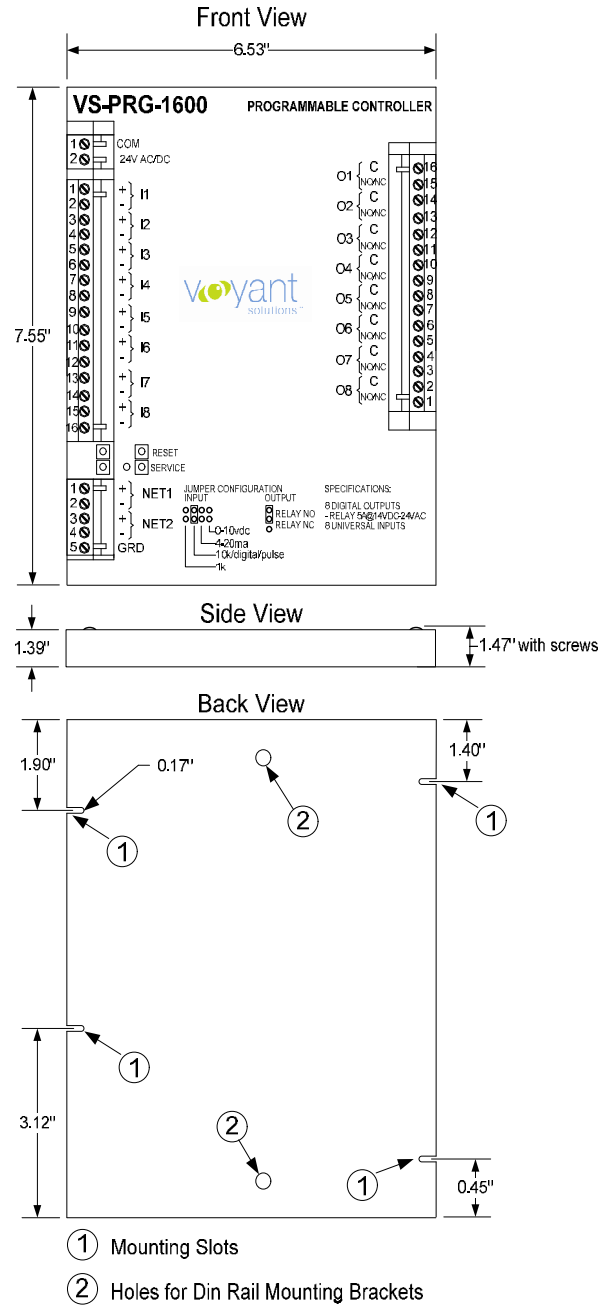 Front View
6.53"
VS-PRG-1600 PROGRAMMABLE CONTROLLER
7.55"
1 COM
2 24V AC/DC
1 + I1
2 -
3 + I2
4 -
5 + I3
6 -
7 + I4
8 -
9 + I5
10 -
11 + I6
12 -
13 + I7
14 -
15 + I8
16 -
O1 C 16
NO/NC 15
O2 C 14
NO/NC 13
O3 C 12
NO/NC 11
O4 C 10
NO/NC 9
O5 C 8
NO/NC 7
O6 C 6
NO/NC 5
O7 C 4
NO/NC 3
O8 C 2
NO/NC 1
voyant
solutions™
RESET
SERVICE
1 + NET1
2 -
3 + NET2
4 -
5 GRD
JUMPER CONFIGURATION
INPUT OUTPUT
RELAY NO
RELAY NC
0-10vdc
4-20ma
10k/digital/pulse
1k
SPECIFICATIONS:
8 DIGITAL OUTPUTS
- RELAY 5A@14VDC-24VAC
8 UNIVERSAL INPUTS
Side View
1.39"
1.47" with screws
Back View
1.90"
0.17"
1.40"
1
2
1
1
3.12"
2
1
0.45"
1 Mounting Slots
2 Holes for Din Rail Mounting Brackets